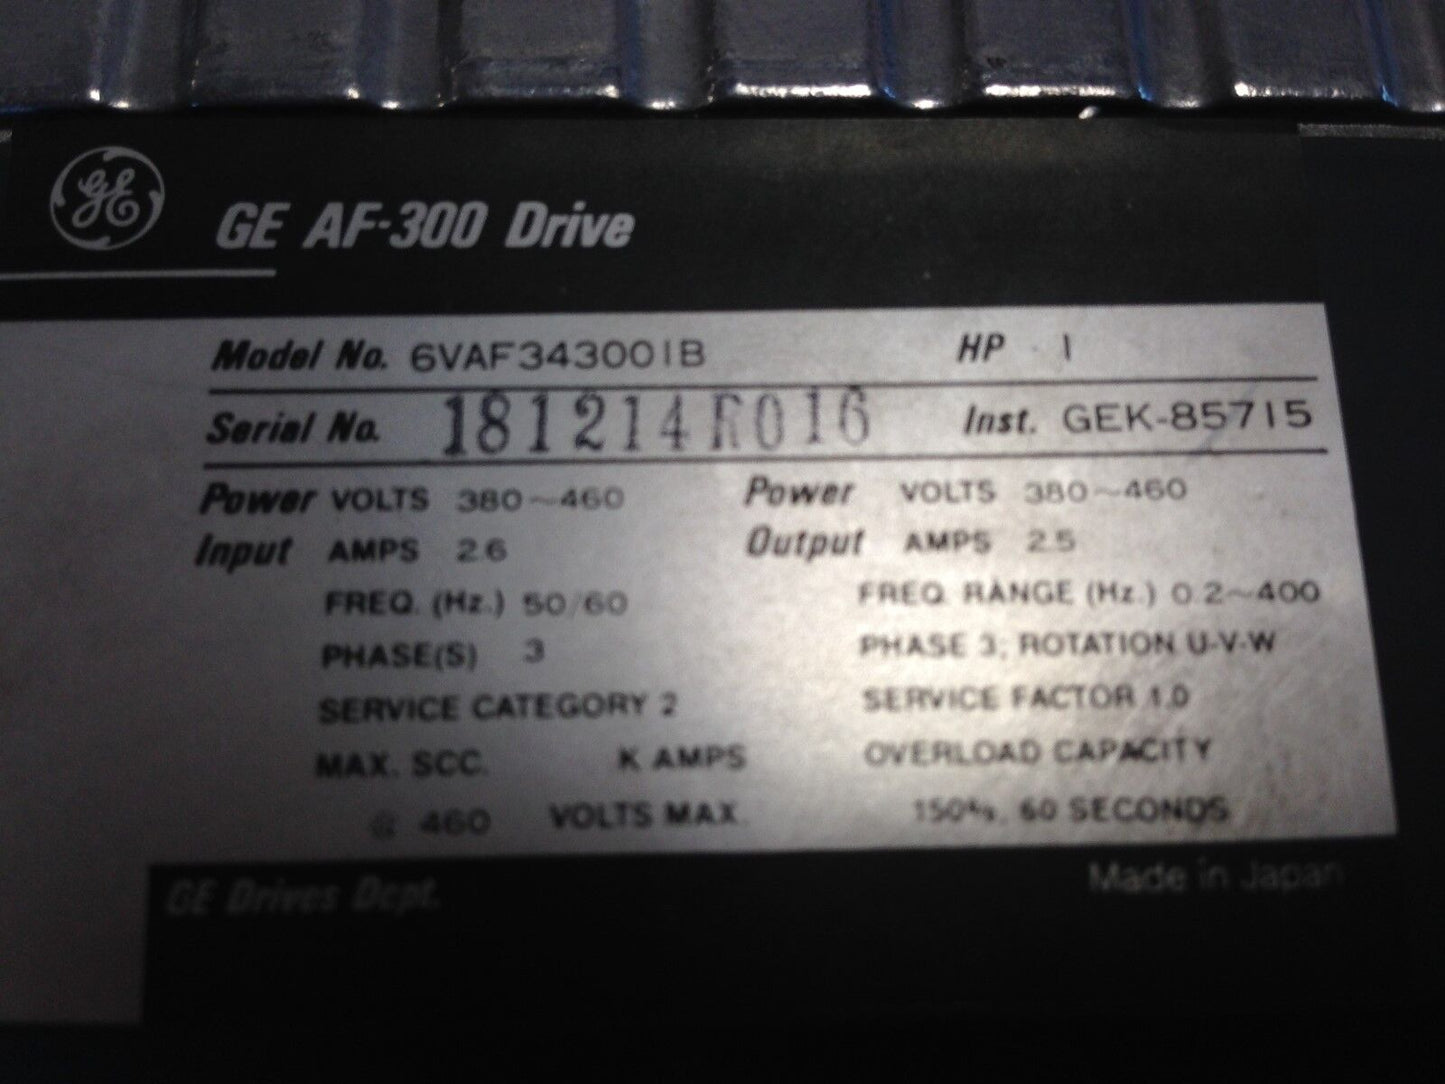 GE
GE AF-300 Drive
Model No. 6VAF343001B HP 1
Serial No. 181214R016 Inst. GEK-85715
Power VOLTS 380~460 Power VOLTS 380~460
Input AMPS 2.6 Output AMPS 2.5
FREQ. (Hz.) 50/60 FREQ. RANGE (Hz.) 0.2~400
PHASE(S) 3 PHASE 3; ROTATION U-V-W
SERVICE CATEGORY 2 SERVICE FACTOR 1.0
MAX. SCC. K AMPS OVERLOAD CAPACITY
@ 460 VOLTS MAX. 150%, 60 SECONDS
GE Drives Dept. Made in Japan